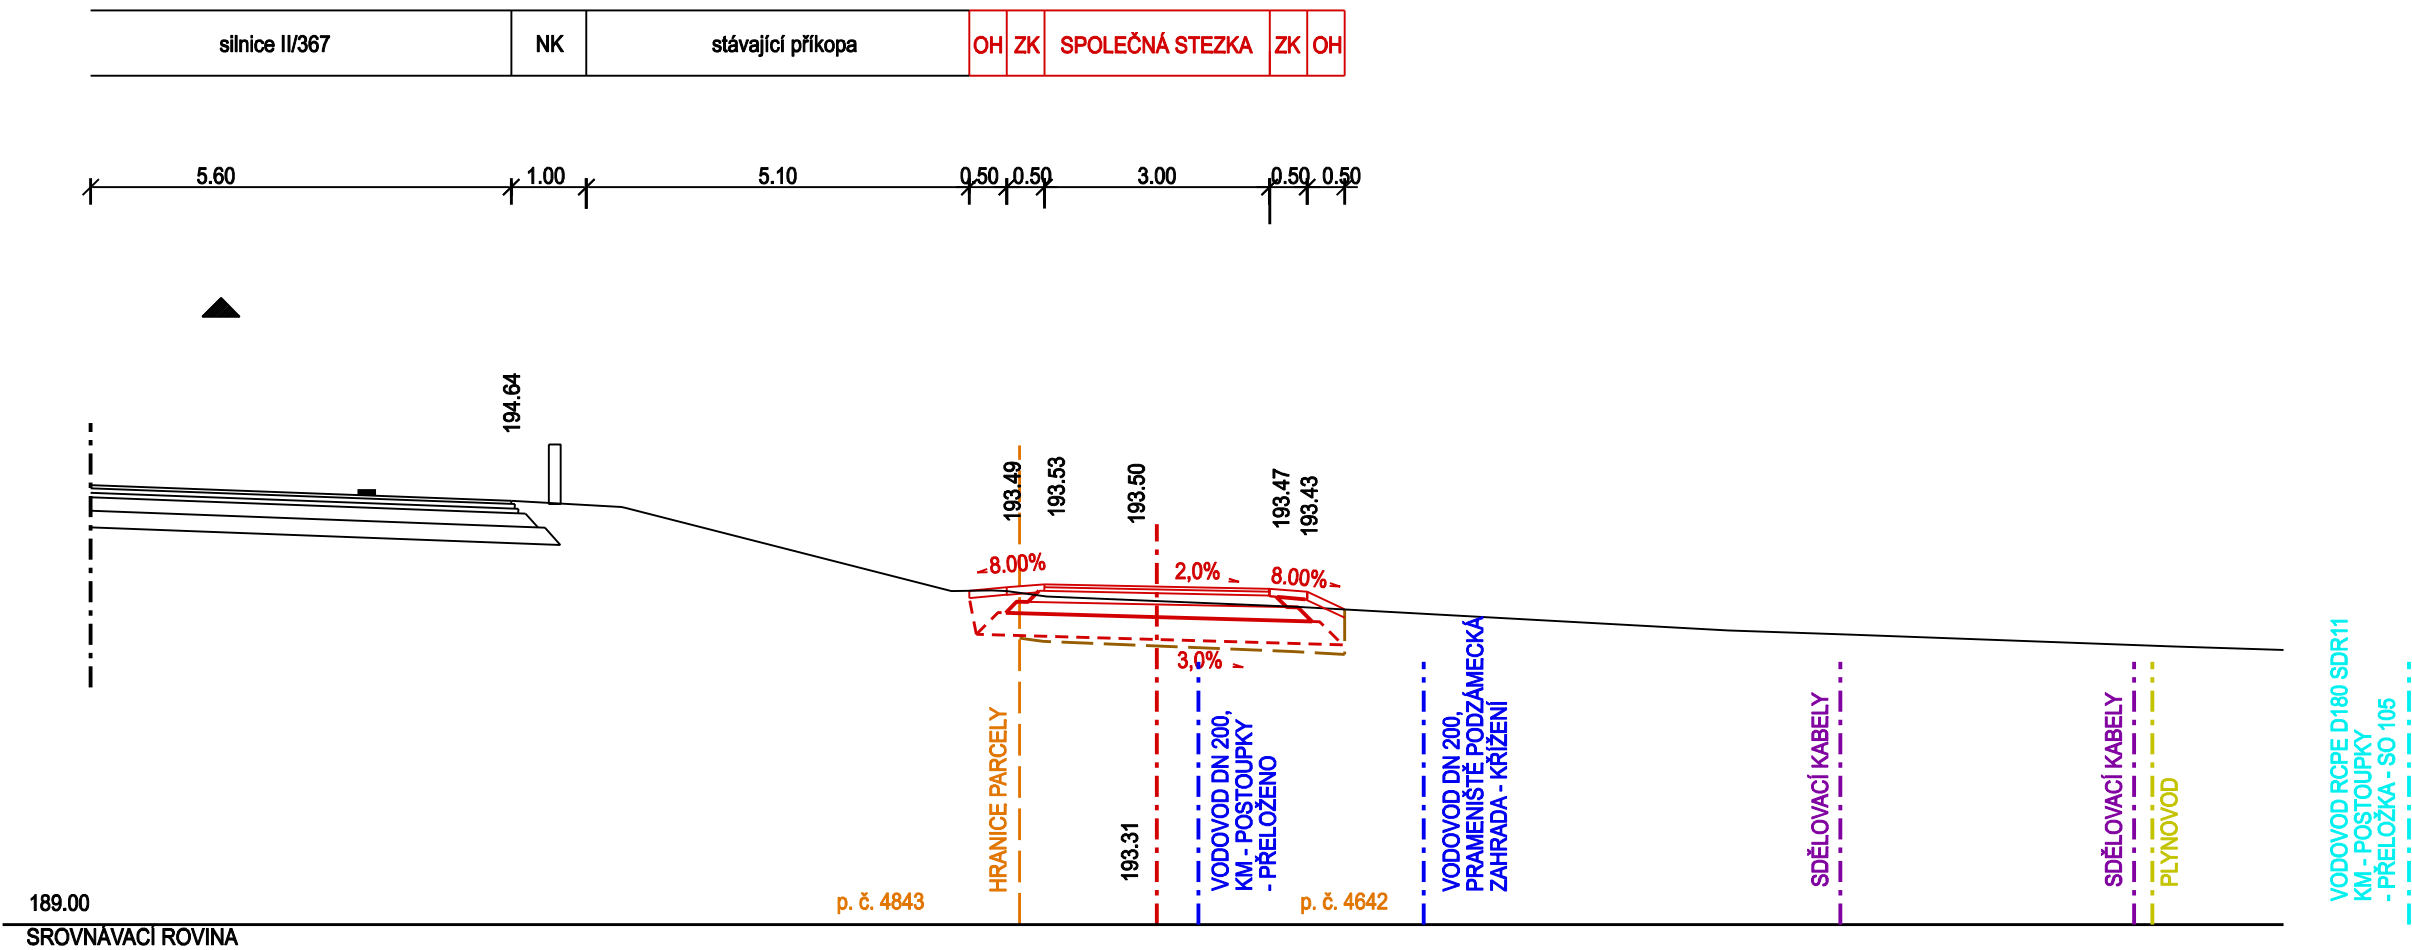 silnice II/367
NK
stávající příkopa
OH
ZK
SPOLEČNÁ STEZKA
ZK
OH
5.60
1.00
5.10
0.50
0.50
3.00
0.50
0.50
194.64
193.49
193.53
193.50
193.47
193.43
8.00%
2,0%
8.00%
3,0%
HRANICE PARCELY
193.31
VODOVOD DN 200,
KM - POSTOUPKY
- PŘELOŽENO
VODOVOD DN 200,
PRAMENIŠTĚ PODZÁMECKÁ
ZAHRADA - KŘÍŽENÍ
SDĚLOVACÍ KABELY
SDĚLOVACÍ KABELY
PLYNOVOD
VODOVOD RCPE D180 SDR11
KM - POSTOUPKY
- PŘELOŽKA - SO 105
p. č. 4843
p. č. 4642
189.00
SROVNÁVACÍ ROVINA